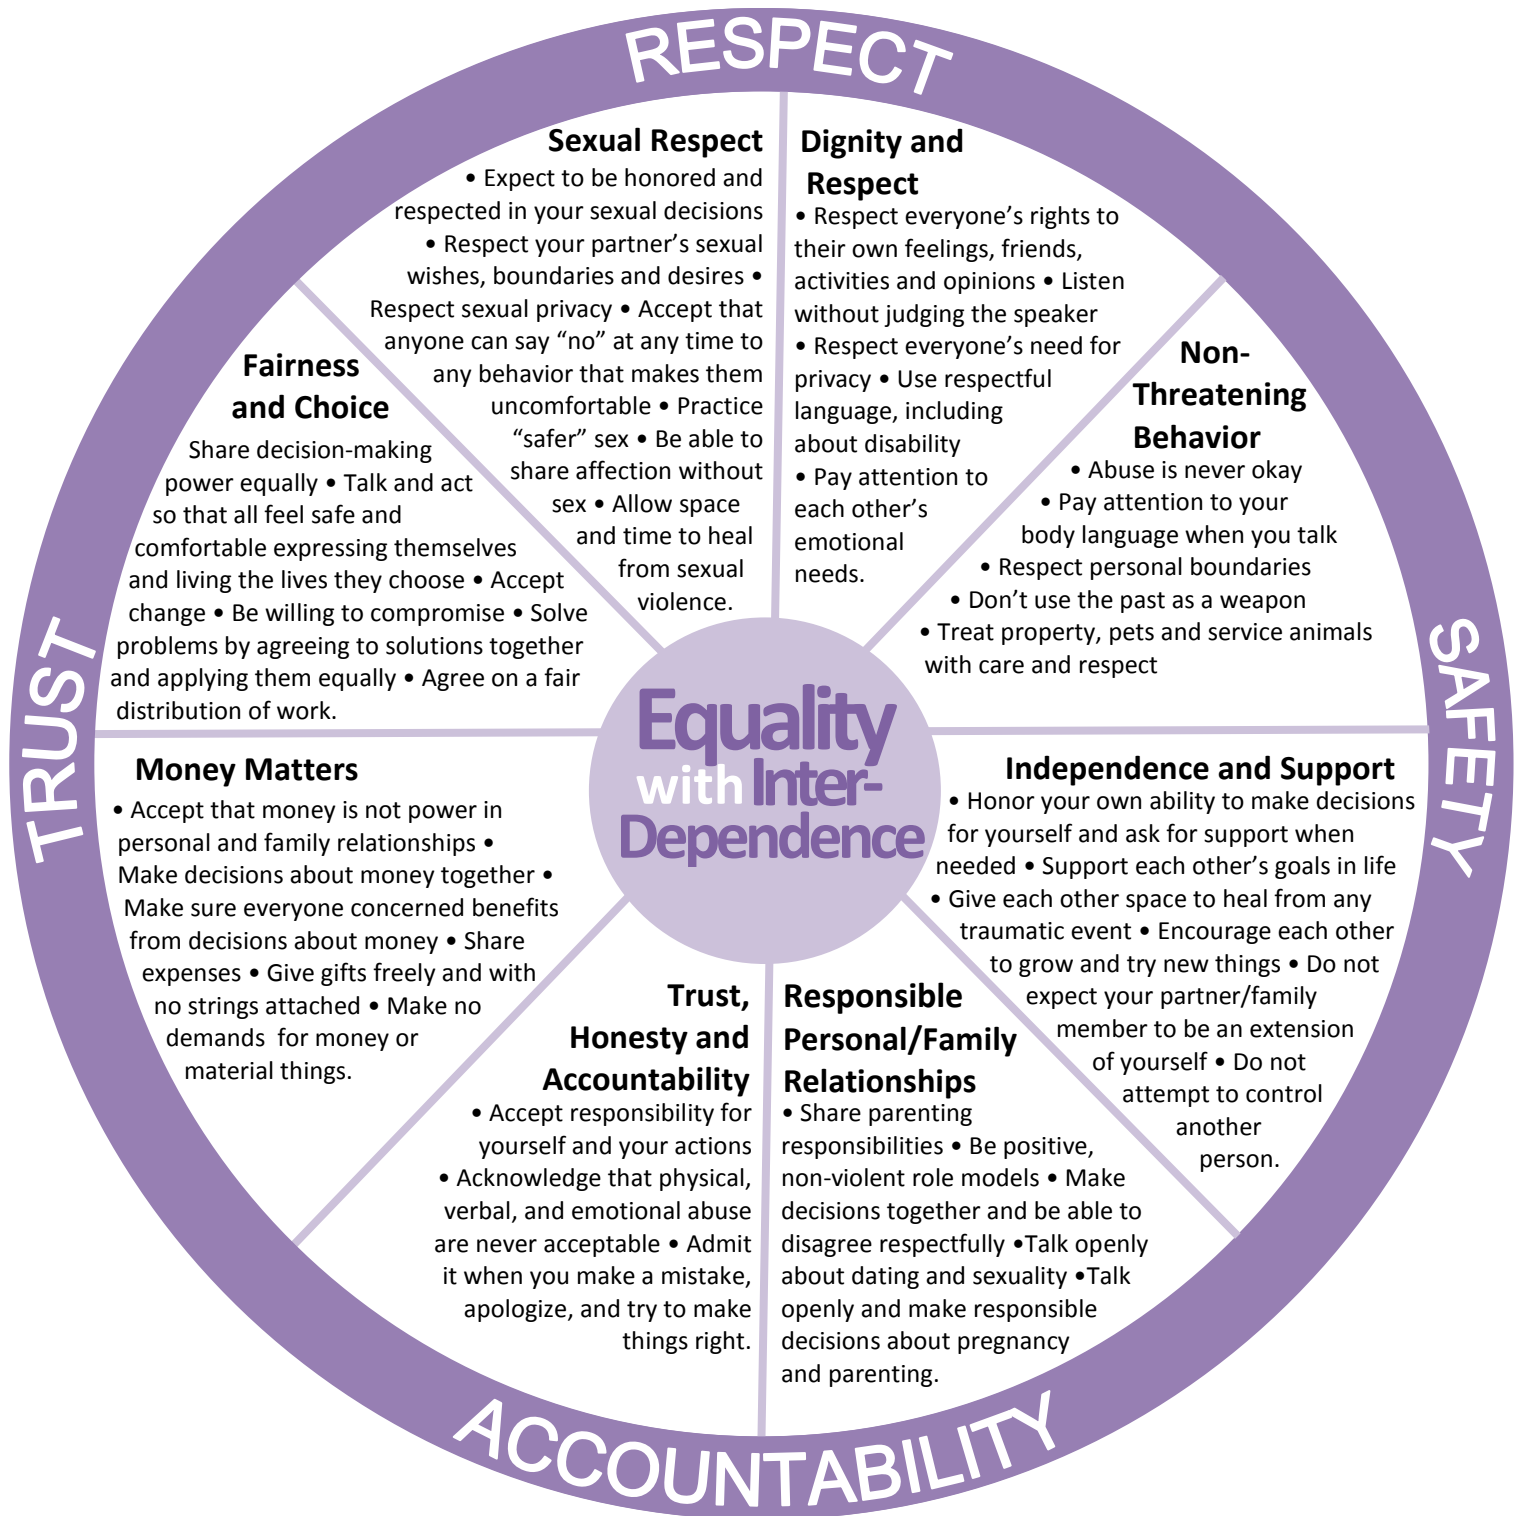 RESPECT
Sexual Respect
• Expect to be honored and
respected in your sexual decisions
• Respect your partner’s sexual
wishes, boundaries and desires •
Respect sexual privacy • Accept that
anyone can say “no” at any time to
any behavior that makes them
uncomfortable • Practice
“safer” sex • Be able to
share affection without
sex • Allow space
and time to heal
from sexual
violence.
Dignity and
Respect
• Respect everyone’s rights to
their own feelings, friends,
activities and opinions • Listen
without judging the speaker
• Respect everyone’s need for
privacy • Use respectful
language, including
about disability
• Pay attention to
each other’s
emotional
needs.
Non-
Threatening
Behavior
• Abuse is never okay
• Pay attention to your
body language when you talk
• Respect personal boundaries
• Don’t use the past as a weapon
• Treat property, pets and service animals
with care and respect
SAFETY
Independence and Support
• Honor your own ability to make decisions
for yourself and ask for support when
needed • Support each other’s goals in life
• Give each other space to heal from any
traumatic event • Encourage each other
to grow and try new things • Do not
expect your partner/family
member to be an extension
of yourself • Do not
attempt to control
another
person.
Responsible
Personal/Family
Relationships
• Share parenting
responsibilities • Be positive,
non-violent role models • Make
decisions together and be able to
disagree respectfully •Talk openly
about dating and sexuality •Talk
openly and make responsible
decisions about pregnancy
and parenting.
ACCOUNTABILITY
Trust,
Honesty and
Accountability
• Accept responsibility for
yourself and your actions
• Acknowledge that physical,
verbal, and emotional abuse
are never acceptable • Admit
it when you make a mistake,
apologize, and try to make
things right.
Money Matters
• Accept that money is not power in
personal and family relationships •
Make decisions about money together •
Make sure everyone concerned benefits
from decisions about money • Share
expenses • Give gifts freely and with
no strings attached • Make no
demands  for money or
material things.
TRUST
Fairness
and Choice
Share decision-making
power equally • Talk and act
so that all feel safe and
comfortable expressing themselves
and living the lives they choose • Accept
change • Be willing to compromise • Solve
problems by agreeing to solutions together
and applying them equally • Agree on a fair
distribution of work.
Equality
with Inter-
Dependence